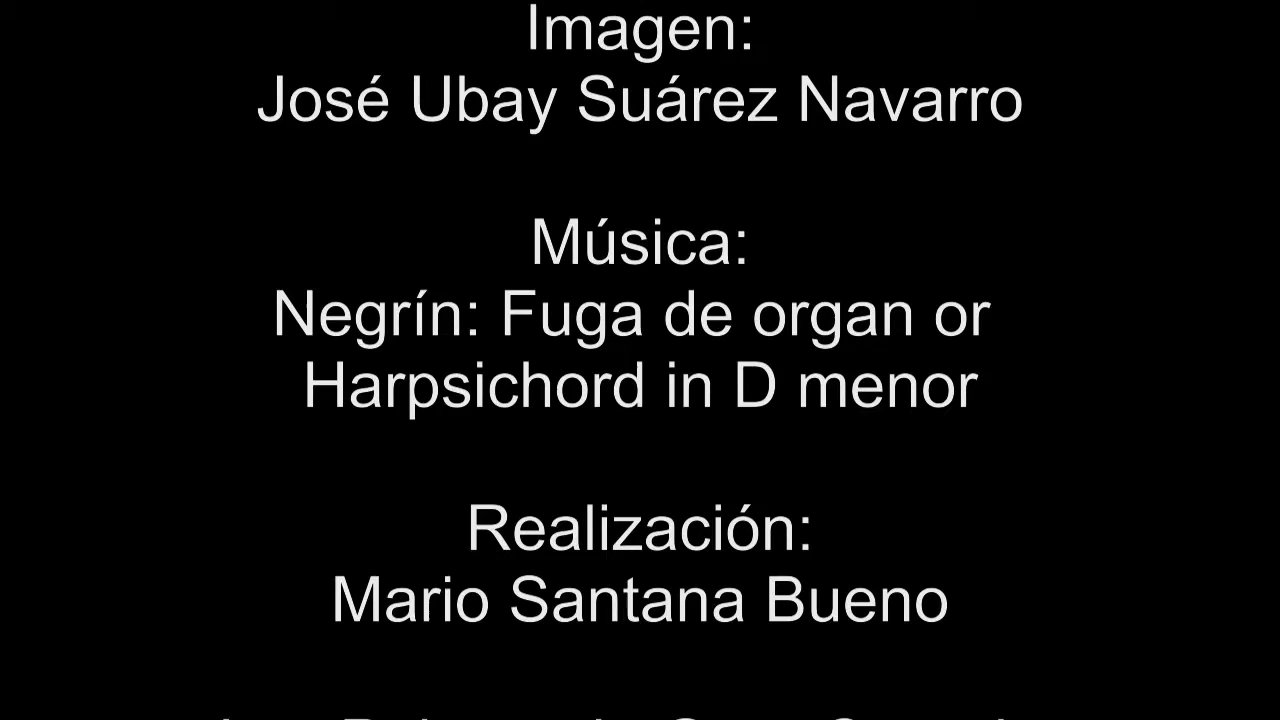 Imagen:
José Ubay Suárez Navarro
Música:
Negrín: Fuga de organ or
Harpsichord in D menor
Realización:
Mario Santana Bueno